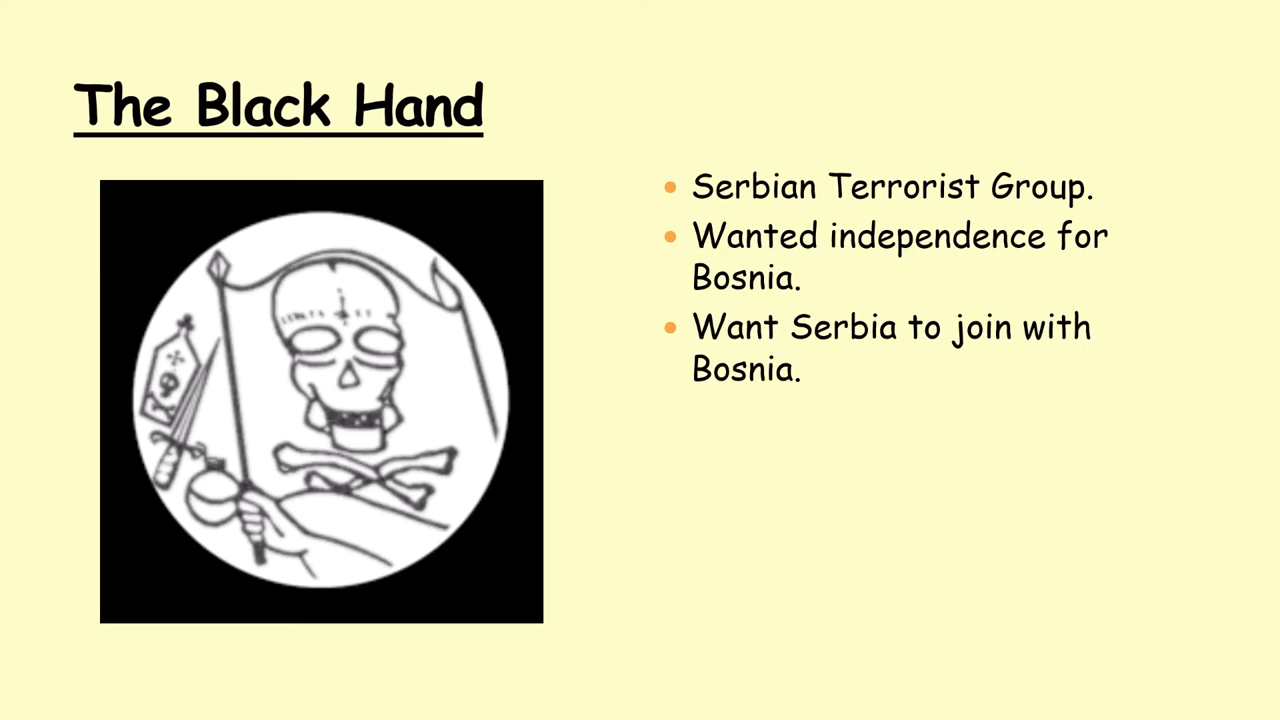 The Black Hand
Serbian Terrorist Group.
Wanted independence for
Bosnia.
Want Serbia to join with
Bosnia.